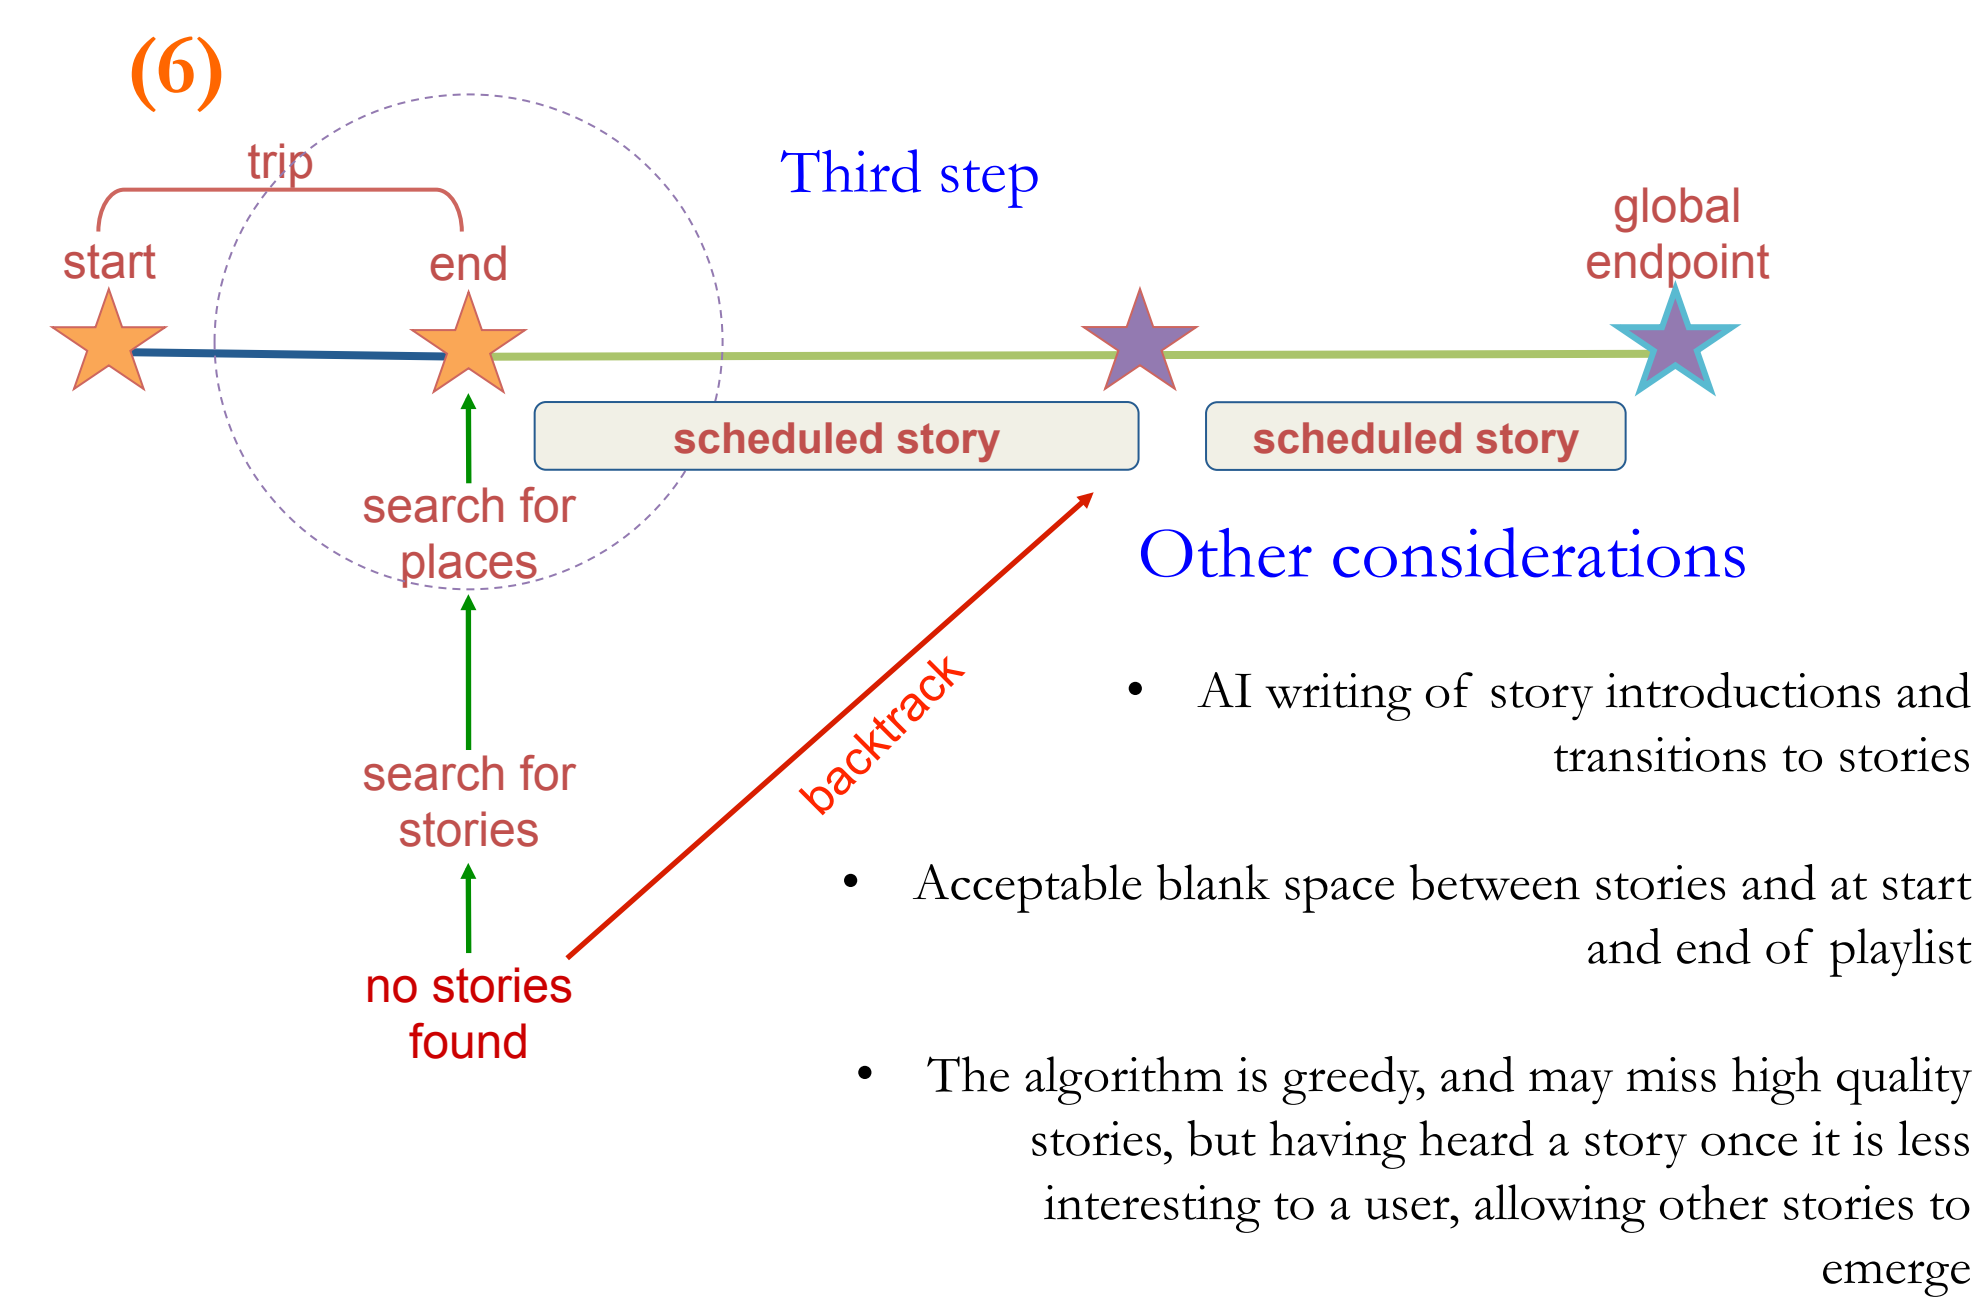 (6)
trip
Third step
start
end
global
endpoint
scheduled story
scheduled story
search for
places
Other considerations
backtrack
search for
stories
no stories
found
• AI writing of story introductions and
transitions to stories
• Acceptable blank space between stories and at start
and end of playlist
• The algorithm is greedy, and may miss high quality
stories, but having heard a story once it is less
interesting to a user, allowing other stories to
emerge